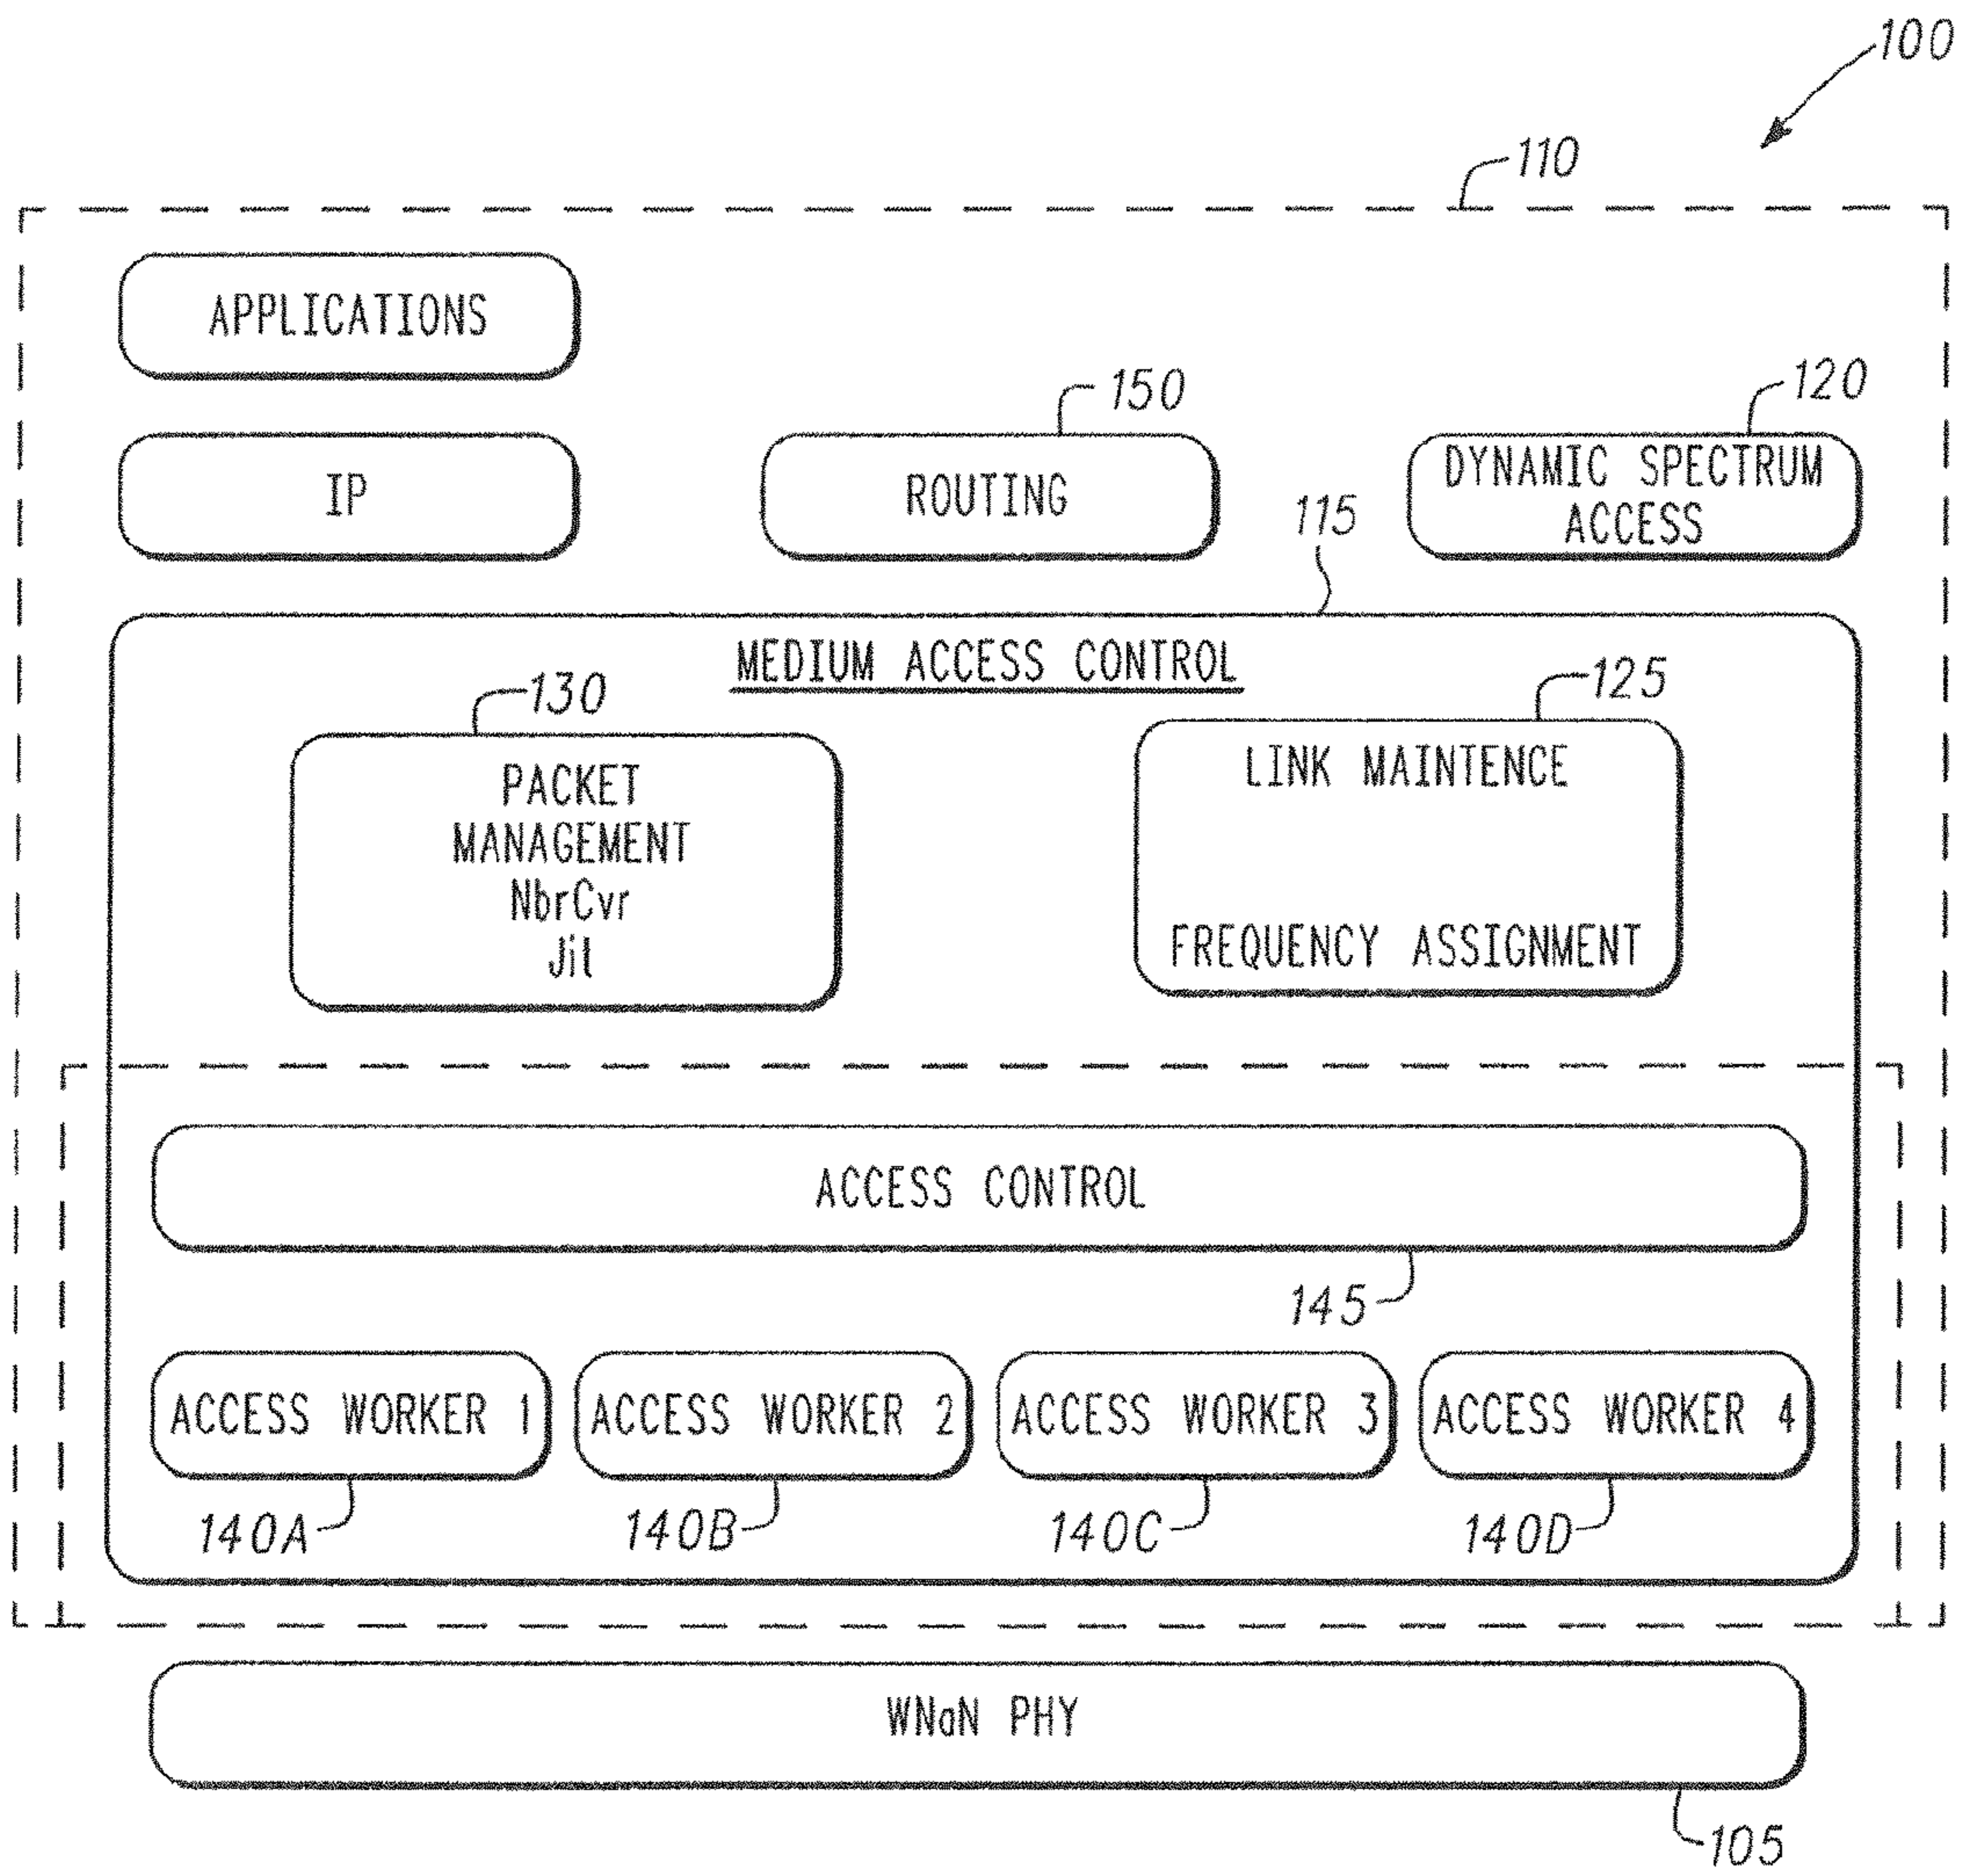 100
110
APPLICATIONS
150
120
IP
ROUTING
DYNAMIC SPECTRUM
ACCESS
115
MEDIUM ACCESS CONTROL
130
125
PACKET
MANAGEMENT
NbrCvr
Jil
LINK MAINTENCE
FREQUENCY ASSIGNMENT
ACCESS CONTROL
145
ACCESS WORKER 1
ACCESS WORKER 2
ACCESS WORKER 3
ACCESS WORKER 4
140A
140B
140C
140D
WNaN PHY
105